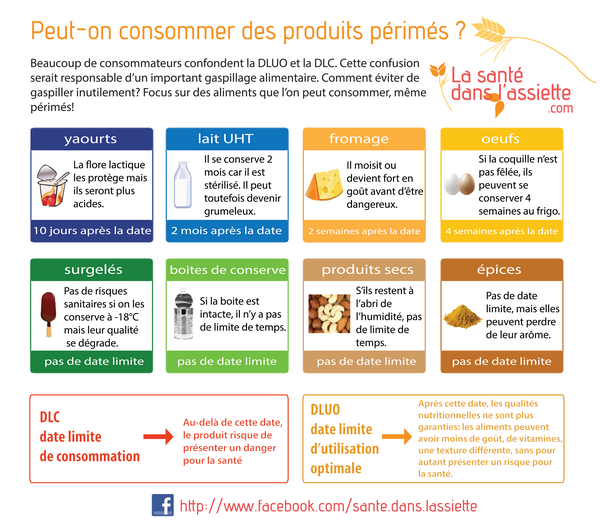 Peut-on consommer des produits périmés ?
Beaucoup de consommateurs confondent la DLUO et la DLC. Cette confusion
serait responsable d'un important gaspillage alimentaire. Comment éviter de
gaspiller inutilement? Focus sur des aliments que l'on peut consommer, même
périmés!
La santé
dans l'assiette
.com
yaourts
La flore lactique
les protège mais
ils seront plus
acides.
10 jours après la date
lait UHT
Il se conserve 2
mois car il est
stérilisé. Il peut
toutefois devenir
grumeleux.
2 mois après la date
fromage
Il moisit ou
devient fort en
goût avant d'être
dangereux.
2 semaines après la date
oeufs
Si la coquille n'est
pas fêlée, ils
peuvent se
conserver 4
semaines au frigo.
4 semaines après la date
surgelés
Pas de risques
sanitaires si on les
conserve à -18°C
mais leur qualité
se dégrade.
pas de date limite
boites de conserve
Si la boite est
intacte, il n'y a pas
de limite de temps.
pas de date limite
produits secs
S'ils restent à
l'abri de
l'humidité, pas
de limite de
temps.
pas de date limite
épices
Pas de date
limite, mais elles
peuvent perdre
de leur arôme.
pas de date limite
DLC
date limite
de consommation
Au-delà de cette date,
le produit risque de
présenter un danger
pour la santé
DLUO
date limite
d'utilisation
optimale
Après cette date, les qualités
nutritionnelles ne sont plus
garanties: les aliments peuvent
avoir moins de goût, de vitamines,
une texture différente, sans pour
autant présenter un risque pour
la santé.
f http://www.facebook.com/sante.dans.lassiette